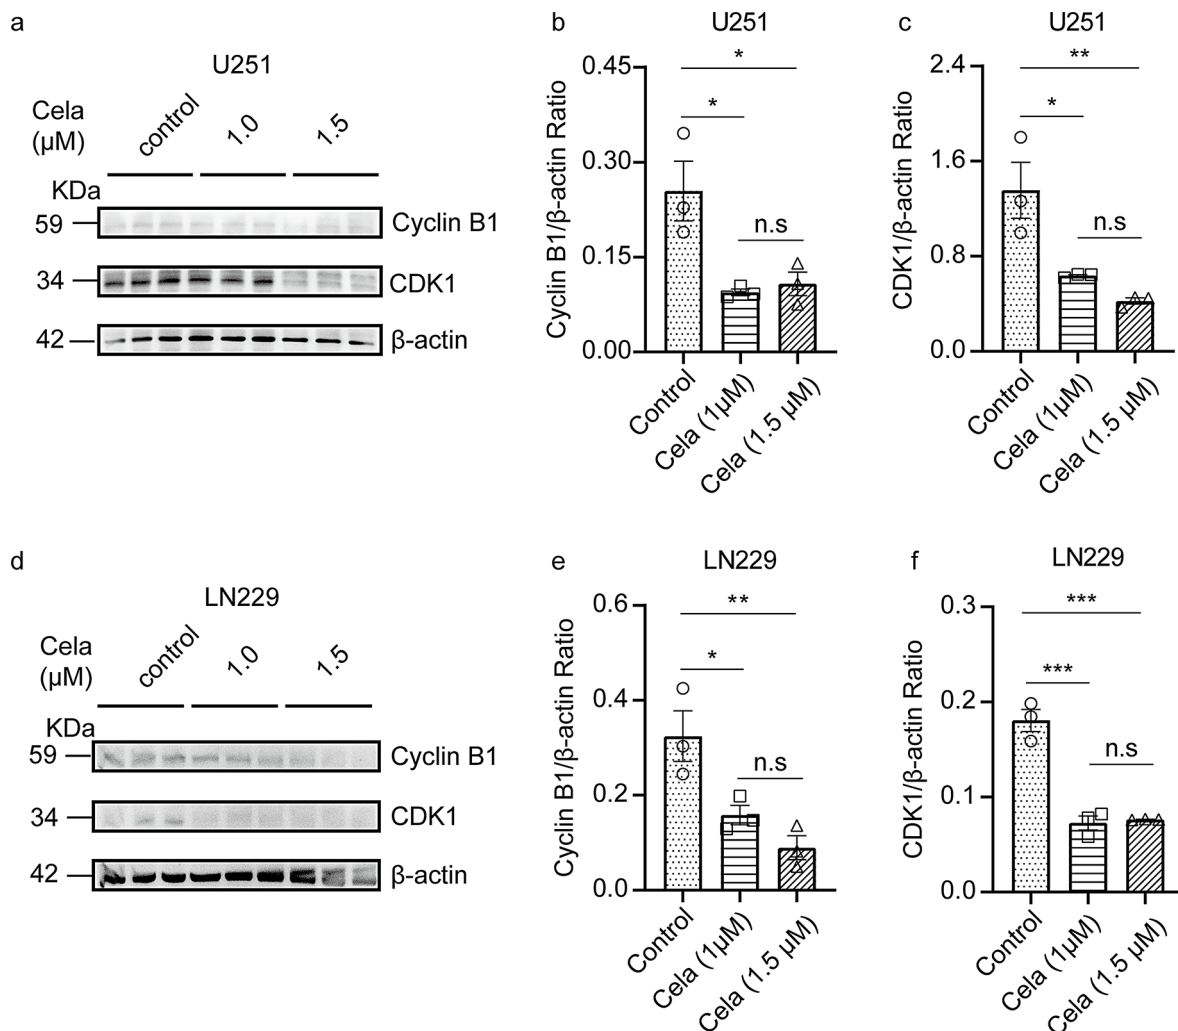 a
U251
Cela
(µM)
control
1.0
1.5
KDa
59
Cyclin B1
34
CDK1
42
β-actin
b
U251
Cyclin B1/β-actin Ratio
0.45
0.30
0.15
0.00
*
*
n.s
Control
Cela (1µM)
Cela (1.5 µM)
c
U251
CDK1/β-actin Ratio
2.4
1.6
0.8
0.0
**
*
n.s
Control
Cela (1µM)
Cela (1.5 µM)
d
LN229
Cela
(µM)
control
1.0
1.5
KDa
59
Cyclin B1
34
CDK1
42
β-actin
e
LN229
Cyclin B1/β-actin Ratio
0.6
0.4
0.2
0.0
**
*
n.s
Control
Cela (1µM)
Cela (1.5 µM)
f
LN229
CDK1/β-actin Ratio
0.3
0.2
0.1
0.0
***
***
n.s
Control
Cela (1µM)
Cela (1.5 µM)